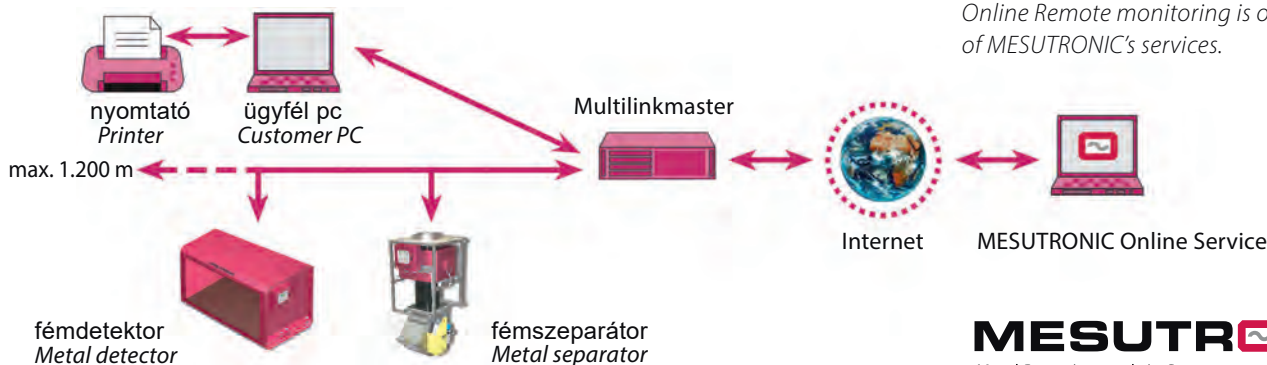 Online Remote monitoring is
of MESUTRONIC's services.
nyomtató
Printer
ügyfél pc
Customer PC
Multilinkmaster
max. 1.200 m
Internet
MESUTRONIC Online Service
fémdetektor
Metal detector
fémszeparátor
Metal separator
MESUTR